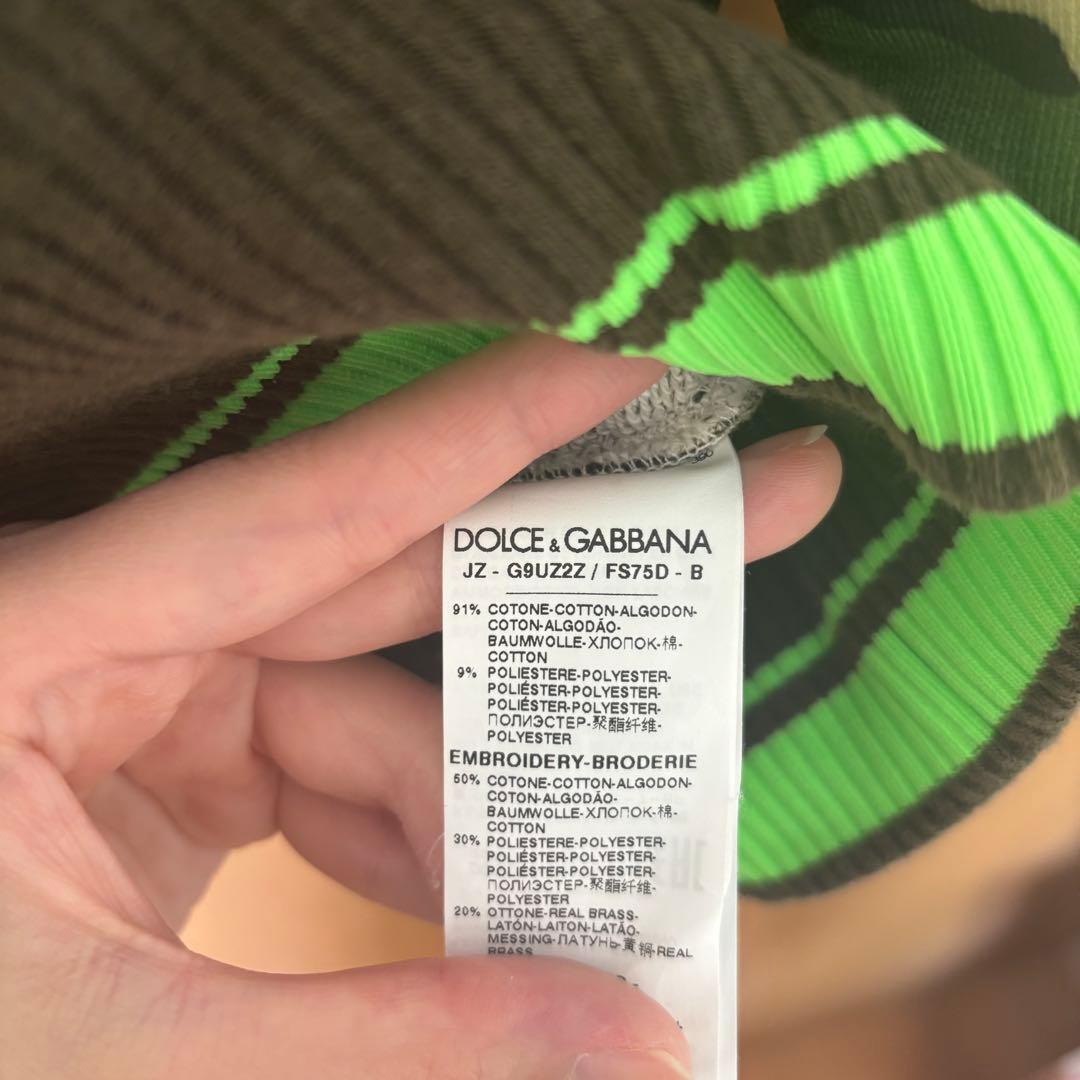 DOLCE & GABBANA
JZ - G9UZ2Z / FS75D - B
91% COTONE-COTTON-ALGODON-
COTON-ALGODÃO-
BAUMWOLLE-ХЛОПОК-棉-
COTTON
9% POLIESTERE-POLYESTER-
POLIÉSTER-POLYESTER-
POLIÉSTER-POLYESTER-
ПОЛИЭСТЕР-聚酯纤维-
POLYESTER
EMBROIDERY-BRODERIE
50% COTONE-COTTON-ALGODON-
COTON-ALGODÃO-
BAUMWOLLE-ХЛОПОК-棉-
COTTON
30% POLIESTERE-POLYESTER-
POLIÉSTER-POLYESTER-
POLIÉSTER-POLYESTER-
ПОЛИЭСТЕР-聚酯纤维-
POLYESTER
20% OTTONE-REAL BRASS-
LATÓN-LAITON-LATÃO-
MESSING-ЛАТУНЬ-黄铜-REAL
BRASS